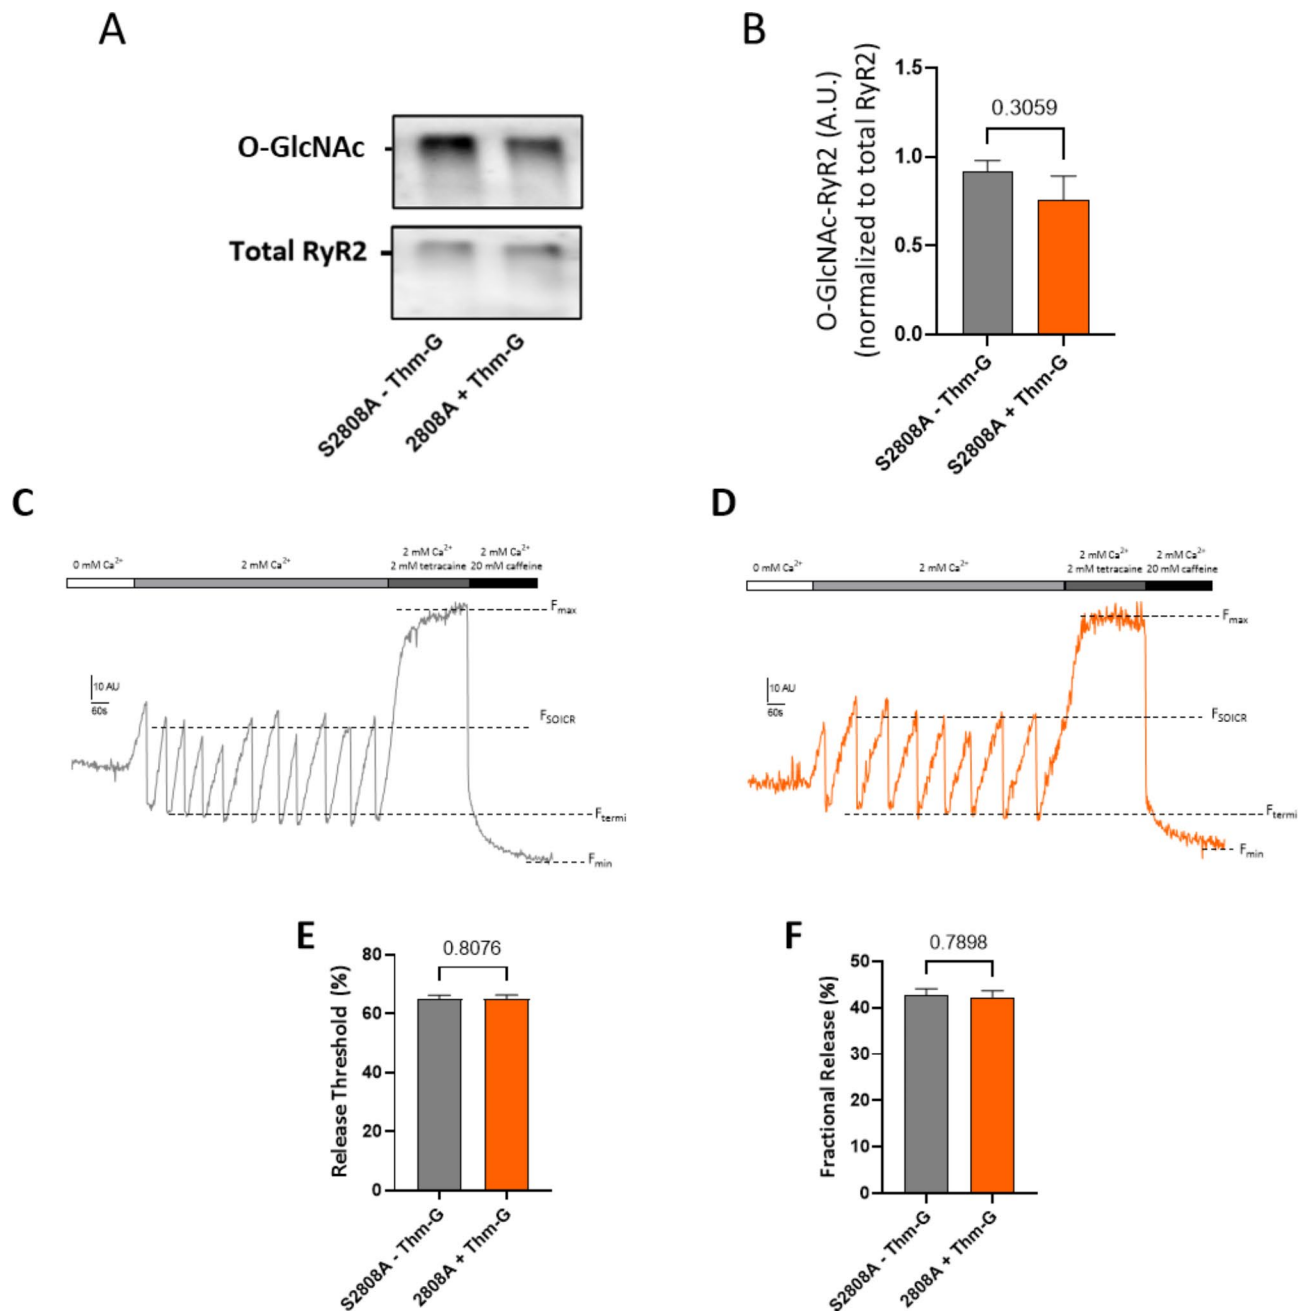 A
O-GlcNAc
Total RyR2
S2808A - Thm-G
2808A + Thm-G
B
O-GlcNAc-RyR2 (A.U.)
(normalized to total RyR2)
1.5
1.0
0.5
0.0
0.3059
S2808A - Thm-G
S2808A + Thm-G
C
0 mM Ca²⁺
2 mM Ca²⁺
2 mM Ca²⁺
2 mM tetracaine
2 mM Ca²⁺
20 mM caffeine
10 AU
60s
Fmax
FSOICR
Ftermi
Fmin
D
0 mM Ca²⁺
2 mM Ca²⁺
2 mM Ca²⁺
2 mM tetracaine
2 mM Ca²⁺
20 mM caffeine
10 AU
60s
Fmax
FSOICR
Ftermi
Fmin
E
Release Threshold (%)
80
60
40
20
0
0.8076
S2808A - Thm-G
2808A + Thm-G
F
Fractional Release (%)
50
40
30
20
10
0
0.7898
S2808A - Thm-G
2808A + Thm-G